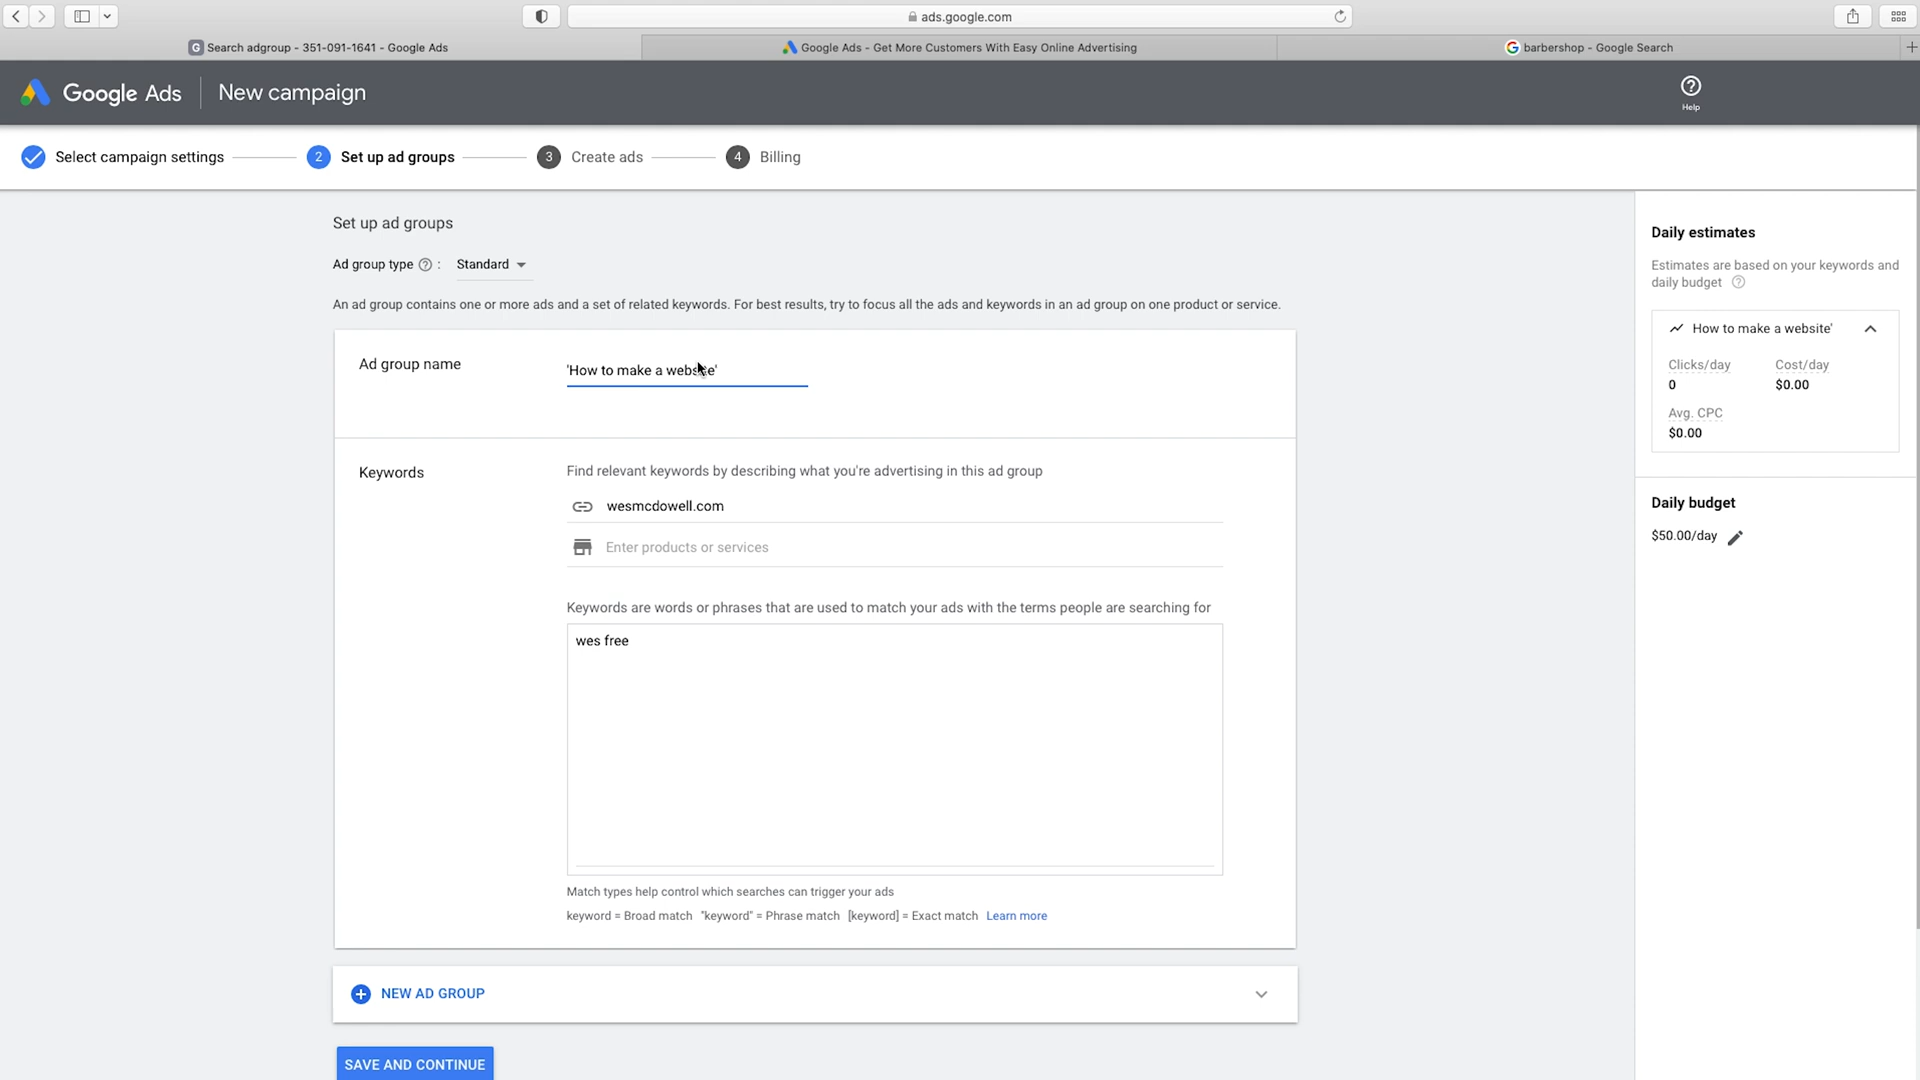 ads.google.com
G Search adgroup - 351-091-1641 - Google Ads
Google Ads - Get More Customers With Easy Online Advertising
G barbershop - Google Search
Google Ads
New campaign
?
Help
Select campaign settings
2 Set up ad groups
3 Create ads
4 Billing
Set up ad groups
Ad group type ? : Standard
An ad group contains one or more ads and a set of related keywords. For best results, try to focus all the ads and keywords in an ad group on one product or service.
Ad group name
'How to make a website'
Keywords
Find relevant keywords by describing what you're advertising in this ad group
wesmcdowell.com
Enter products or services
Keywords are words or phrases that are used to match your ads with the terms people are searching for
wes free
Match types help control which searches can trigger your ads
keyword = Broad match "keyword" = Phrase match [keyword] = Exact match Learn more
NEW AD GROUP
SAVE AND CONTINUE
Daily estimates
Estimates are based on your keywords and
daily budget ?
How to make a website'
Clicks/day Cost/day
0 $0.00
Avg. CPC
$0.00
Daily budget
$50.00/day